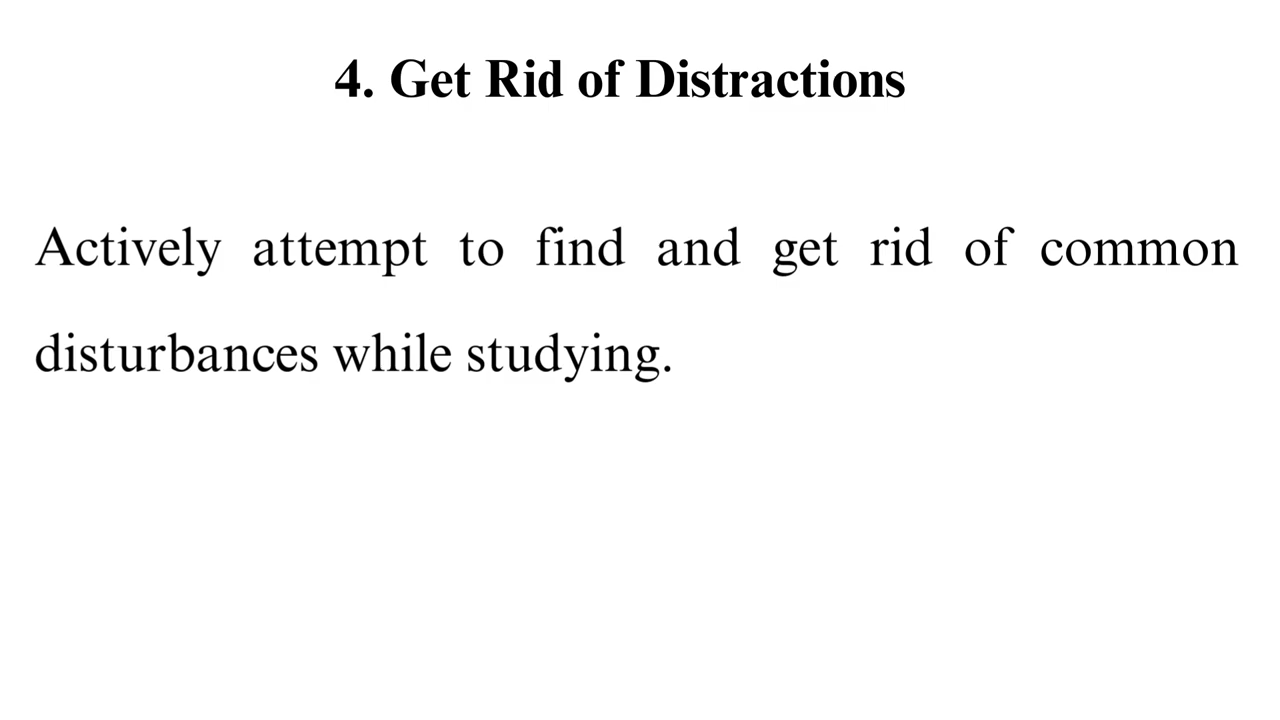 4. Get Rid of Distractions
Actively attempt to find and get rid of common
disturbances while studying.